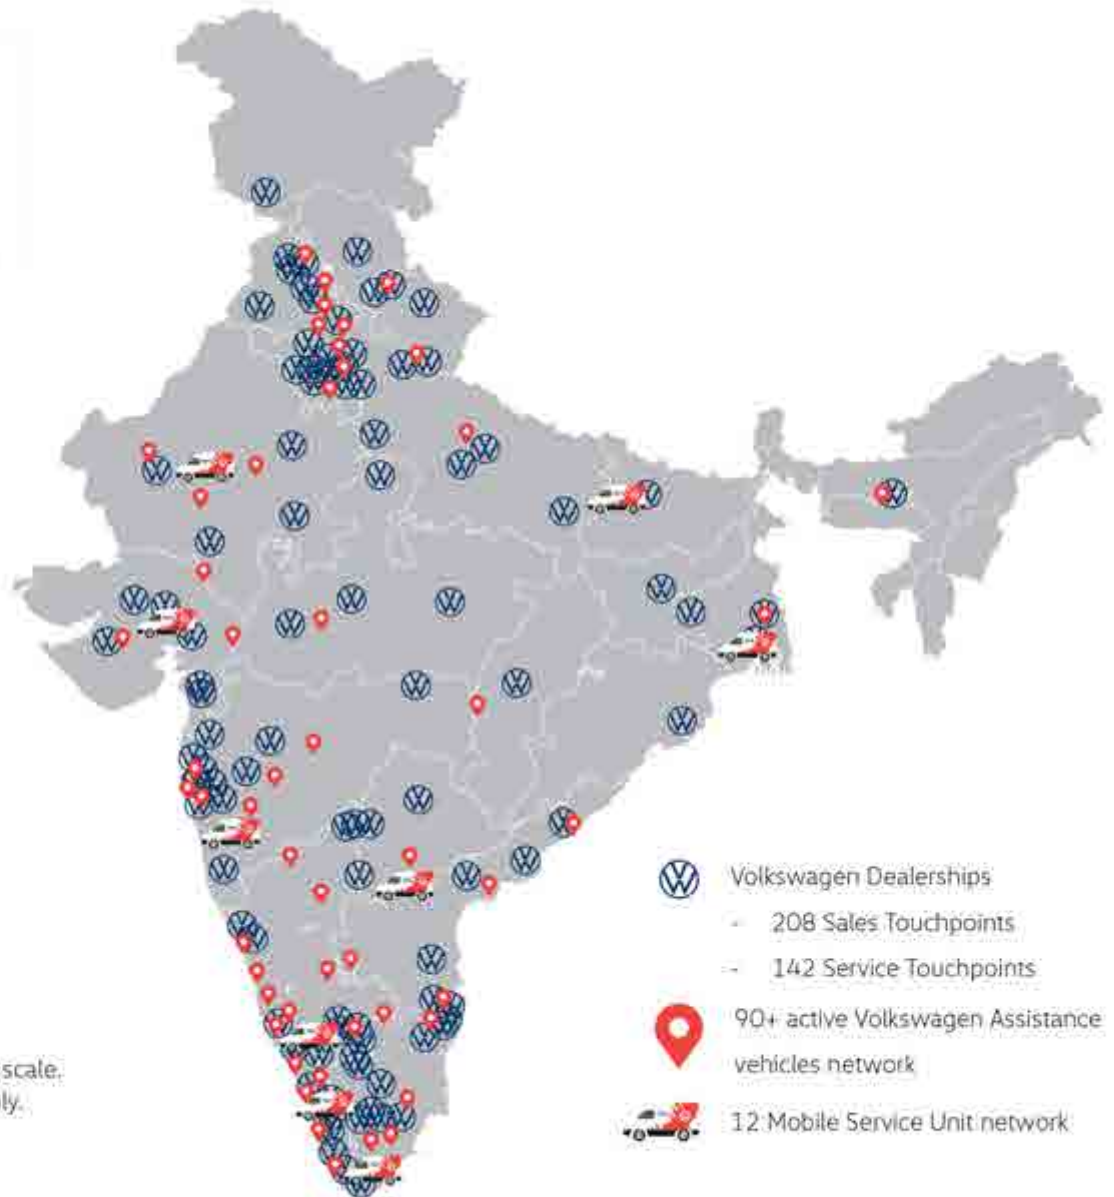 Volkswagen Dealerships
- 208 Sales Touchpoints
- 142 Service Touchpoints
90+ active Volkswagen Assistance
vehicles network
12 Mobile Service Unit network
scale.
ly.